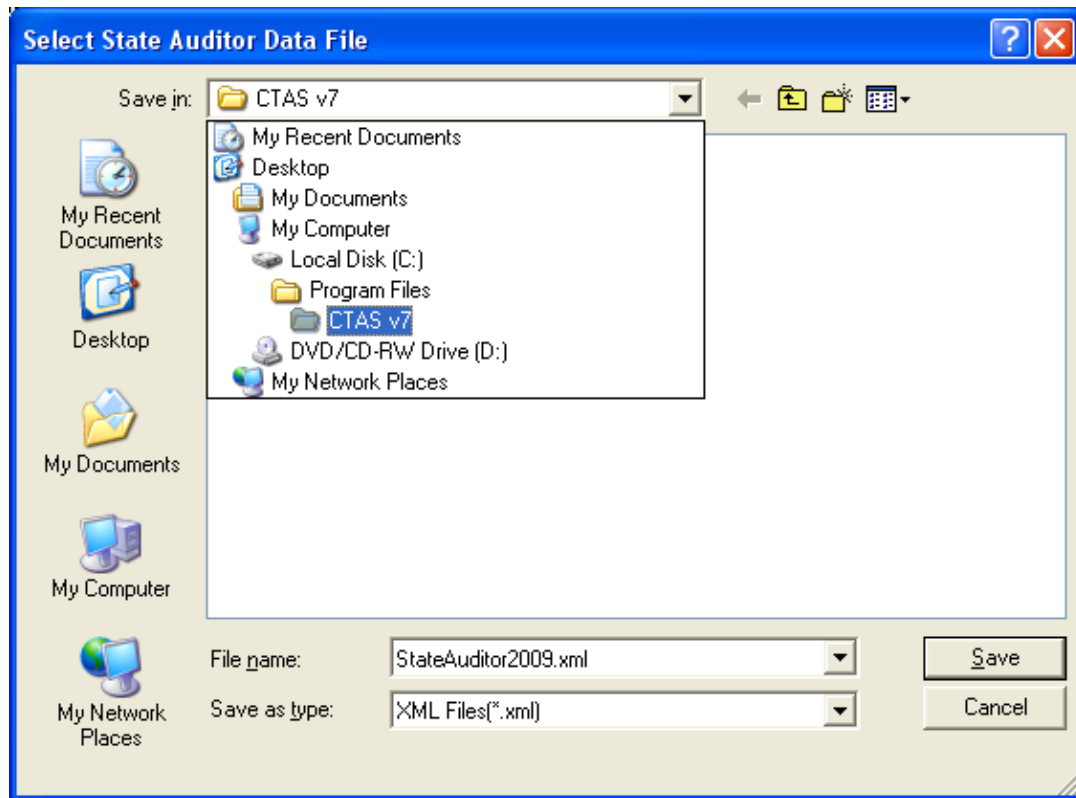 Select State Auditor Data File
Save in:
CTAS v7
My Recent Documents
Desktop
My Documents
My Computer
Local Disk (C:)
Program Files
CTAS v7
DVD/CD-RW Drive (D:)
My Network Places
My Recent
Documents
Desktop
My Documents
My Computer
My Network
Places
File name:
StateAuditor2009.xml
Save
Save as type:
XML Files(*.xml)
Cancel